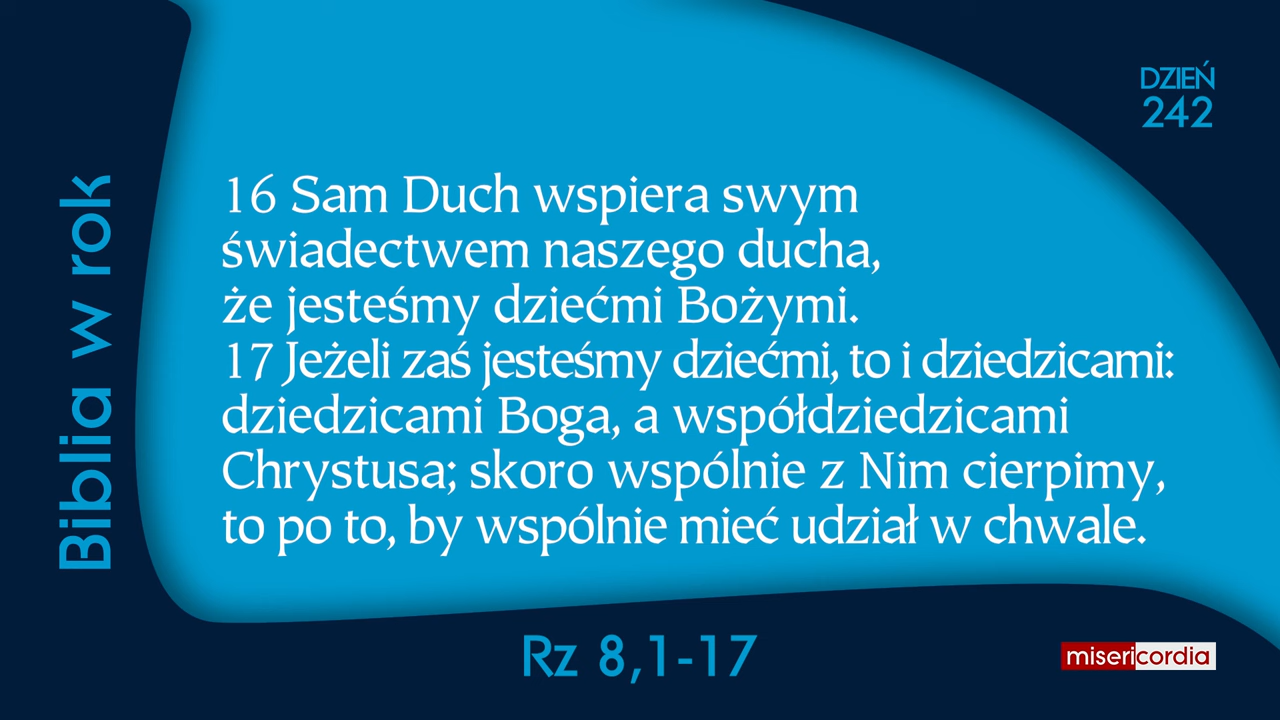 DZIEŃ
242
Biblia w rok
16 Sam Duch wspiera swym
świadectwem naszego ducha,
że jesteśmy dziećmi Bożymi.
17 Jeżeli zaś jesteśmy dziećmi, to i dziedzicami:
dziedzicami Boga, a współdziedzicami
Chrystusa; skoro wspólnie z Nim cierpimy,
to po to, by wspólnie mieć udział w chwale.
Rz 8,1-17
misericordia